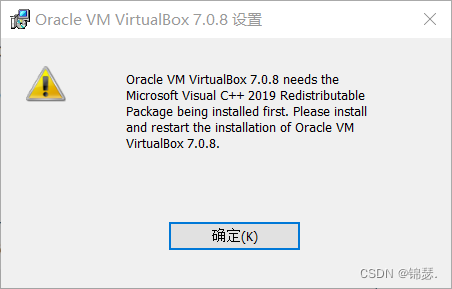 Oracle VM VirtualBox 7.0.8 设置
Oracle VM VirtualBox 7.0.8 needs the
Microsoft Visual C++ 2019 Redistributable
Package being installed first. Please install
and restart the installation of Oracle VM
VirtualBox 7.0.8.
确定(K)
CSDN @锦瑟.